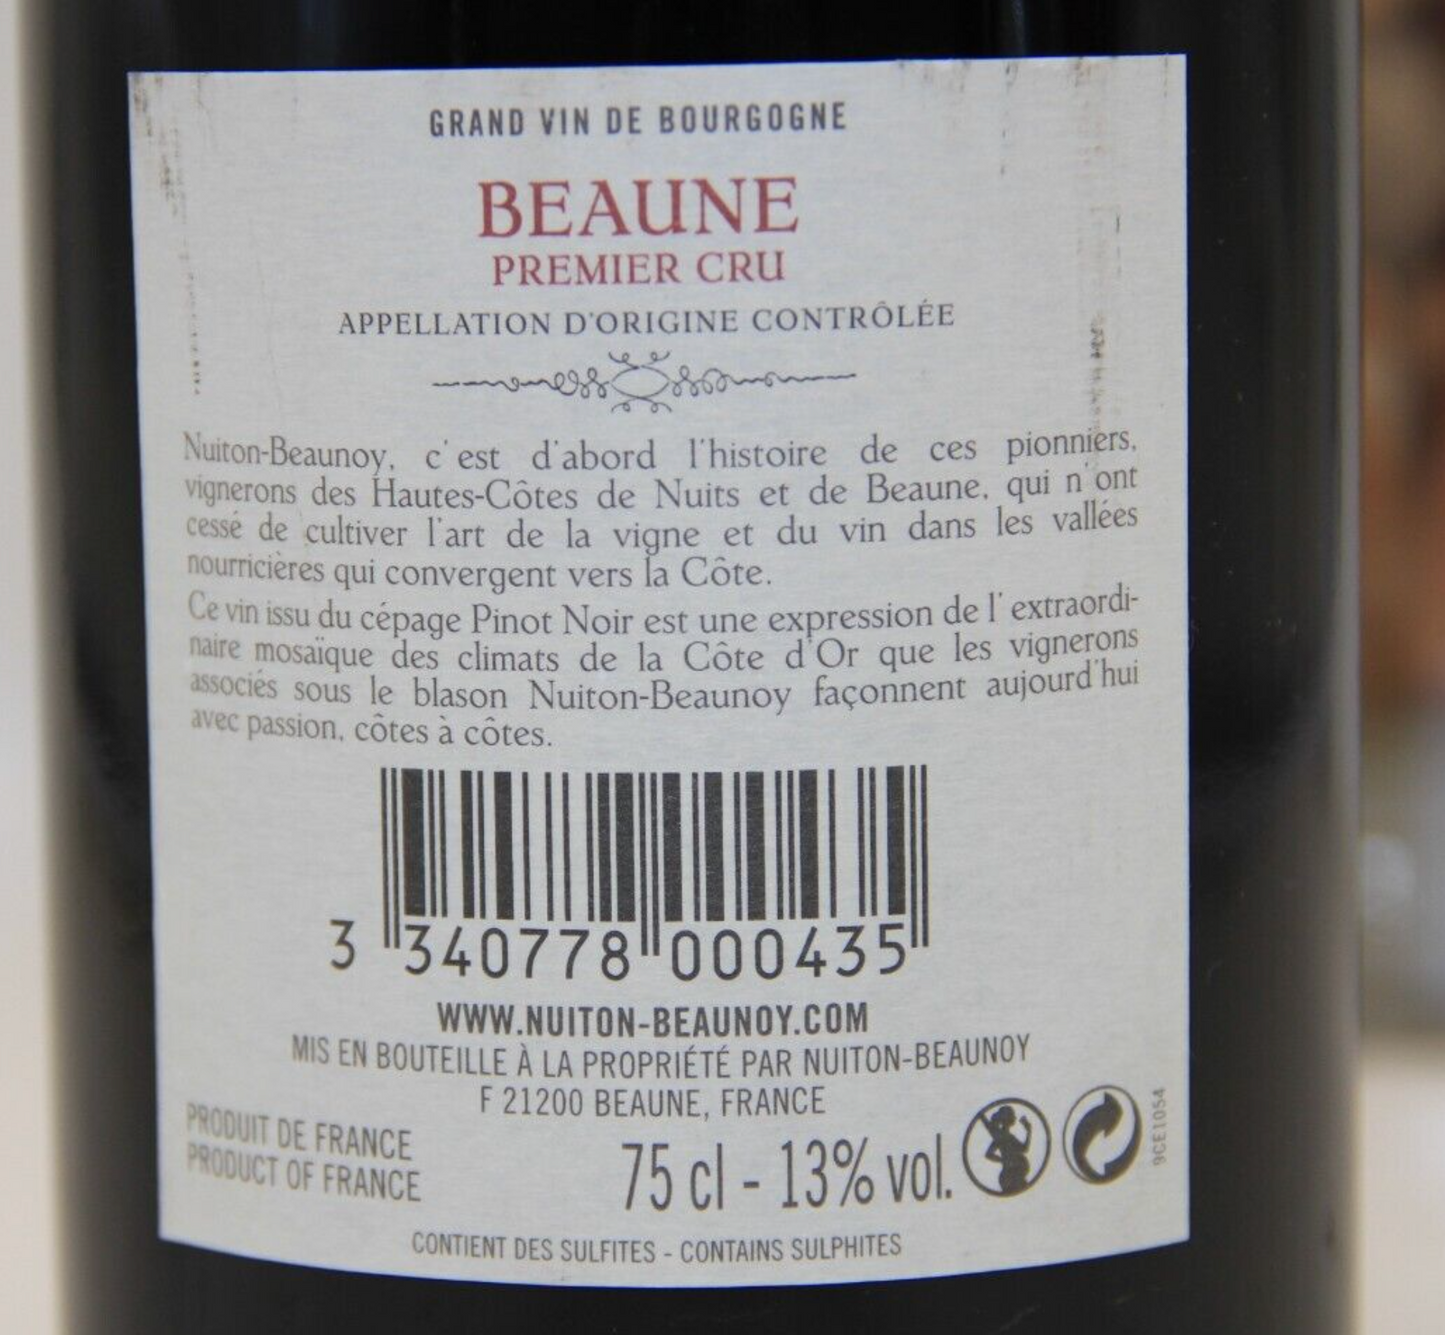 GRAND VIN DE BOURGOGNE
BEAUNE
PREMIER CRU
APPELLATION D'ORIGINE CONTRÔLÉE
Nuiton-Beaunoy, c'est d'abord l'histoire de ces pionniers,
vignerons des Hautes-Côtes de Nuits et de Beaune, qui n'ont
cessé de cultiver l'art de la vigne et du vin dans les vallées
nourricières qui convergent vers la Côte.
Ce vin issu du cépage Pinot Noir est une expression de l'extraordi-
naire mosaïque des climats de la Côte d'Or que les vignerons
associés sous le blason Nuiton-Beaunoy façonnent aujourd'hui
avec passion, côtes à côtes.
3 340778 000435
WWW.NUITON-BEAUNOY.COM
MIS EN BOUTEILLE À LA PROPRIÉTÉ PAR NUITON-BEAUNOY
F 21200 BEAUNE, FRANCE
PRODUIT DE FRANCE
PRODUCT OF FRANCE
75 cl - 13% vol.
9CE1054
CONTIENT DES SULFITES - CONTAINS SULPHITES